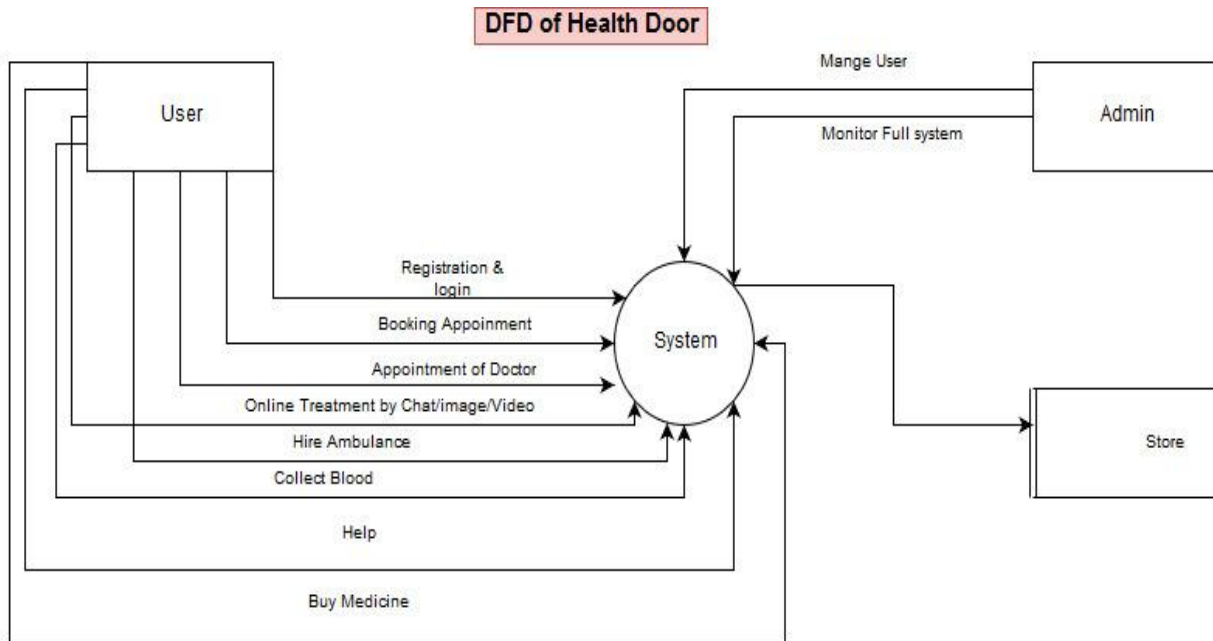 DFD of Health Door
User
Mange User
Admin
Monitor Full system
Registration &
login
Booking Appoinment
System
Appointment of Doctor
Online Treatment by Chat/image/Video
Hire Ambulance
Store
Collect Blood
Help
Buy Medicine